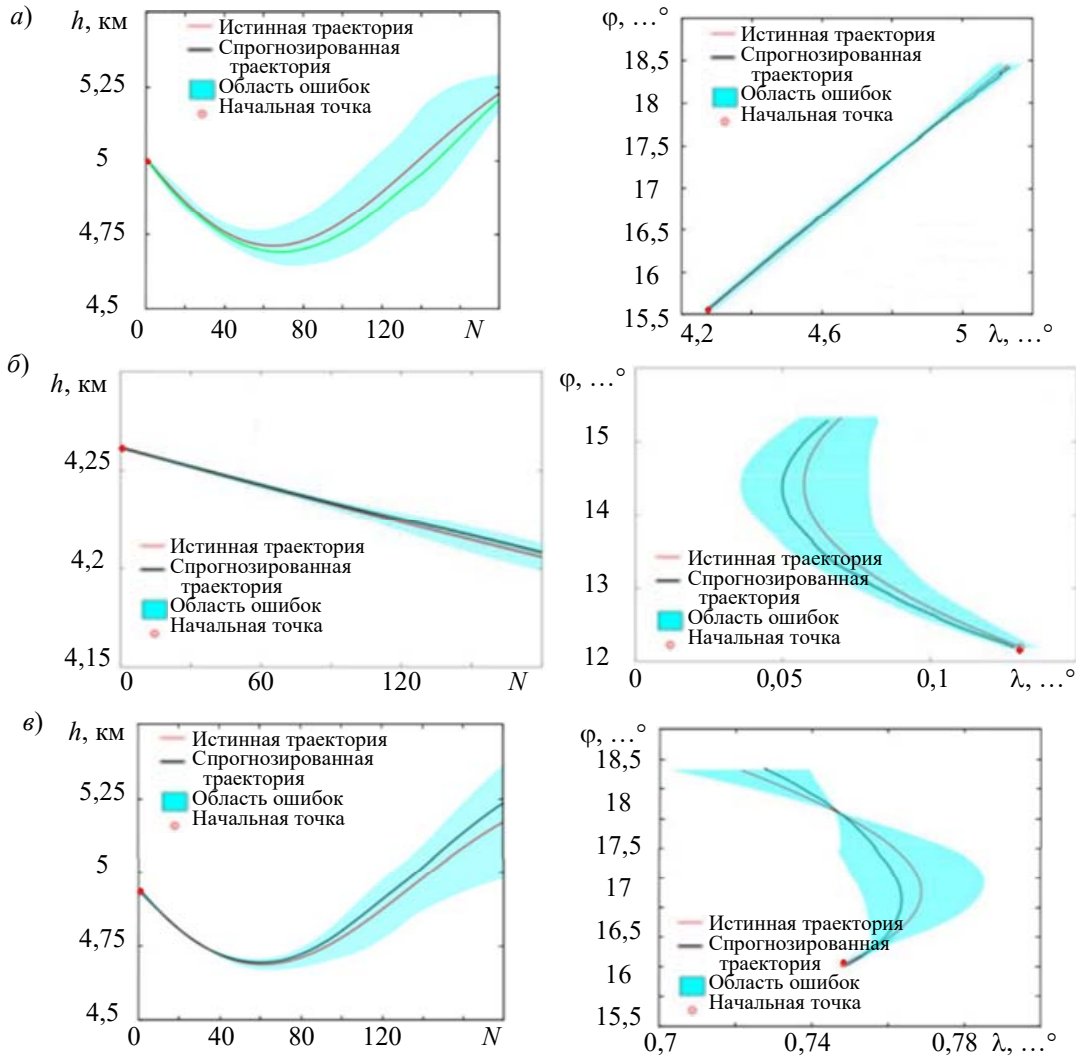 а)
h, км
5,5
5,25
5
4,75
4,5
0
40
80
120
N
Истинная траектория
Спрогнозированная
траектория
Область ошибок
Начальная точка
φ, ...°
18,5
18
17,5
17
16,5
16
15,5
4,2
4,6
5
λ, ...°
Истинная траектория
Спрогнозированная
траектория
Область ошибок
Начальная точка
б)
h, км
4,25
4,2
4,15
0
60
120
N
Истинная траектория
Спрогнозированная
траектория
Область ошибок
Начальная точка
φ, ...°
15
14
13
12
0
0,05
0,1
λ, ...°
Истинная траектория
Спрогнозированная
траектория
Область ошибок
Начальная точка
в)
h, км
5,25
5
4,75
4,5
0
40
80
120
N
Истинная траектория
Спрогнозированная
траектория
Область ошибок
Начальная точка
φ, ...°
18,5
18
17,5
17
16,5
16
15,5
0,7
0,74
0,78
λ, ...°
Истинная траектория
Спрогнозированная
траектория
Область ошибок
Начальная точка